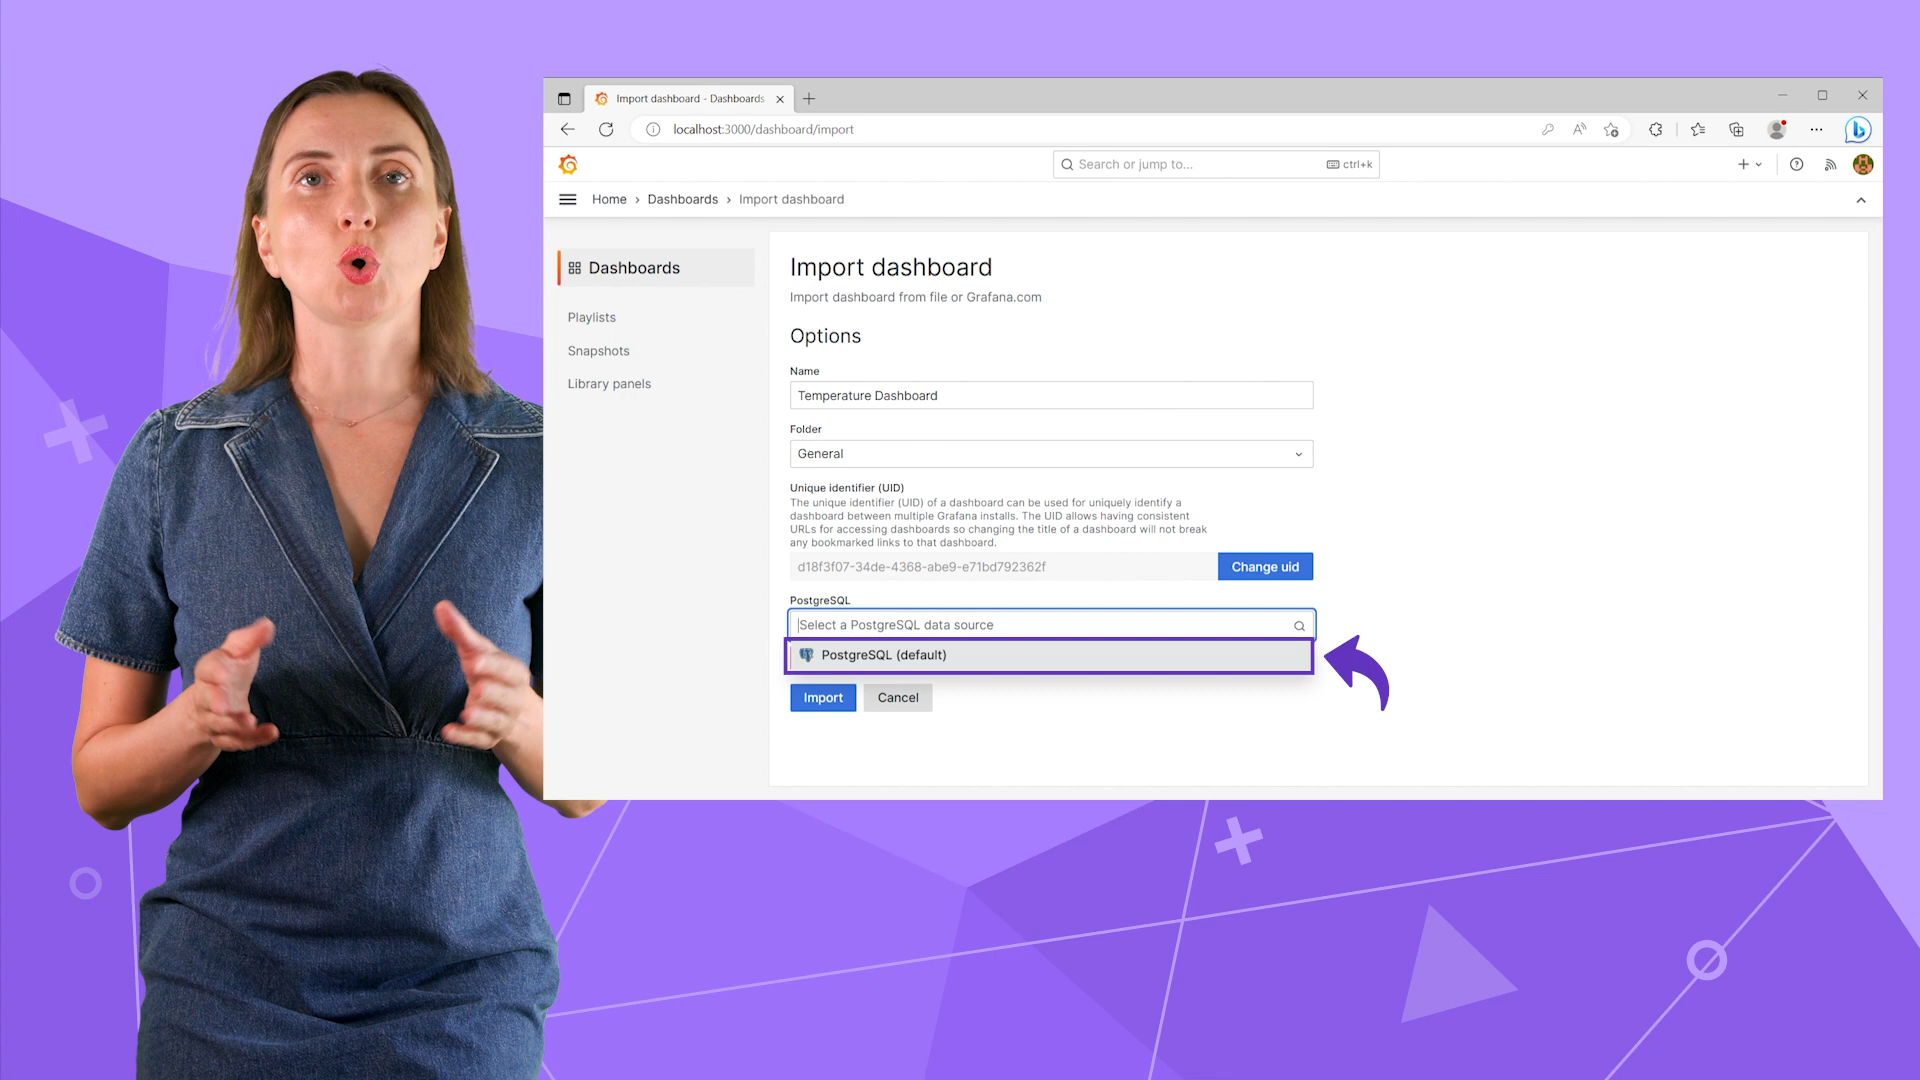 Import dashboard - Dashboards
localhost:3000/dashboard/import
Search or jump to...
ctrl+k
Home › Dashboards › Import dashboard
Dashboards
Playlists
Snapshots
Library panels
Import dashboard
Import dashboard from file or Grafana.com
Options
Name
Temperature Dashboard
Folder
General
Unique identifier (UID)
The unique identifier (UID) of a dashboard can be used for uniquely identify a
dashboard between multiple Grafana installs. The UID allows having consistent
URLs for accessing dashboards so changing the title of a dashboard will not break
any bookmarked links to that dashboard.
d18f3f07-34de-4368-abe9-e71bd792362f
Change uid
PostgreSQL
Select a PostgreSQL data source
PostgreSQL (default)
Import
Cancel